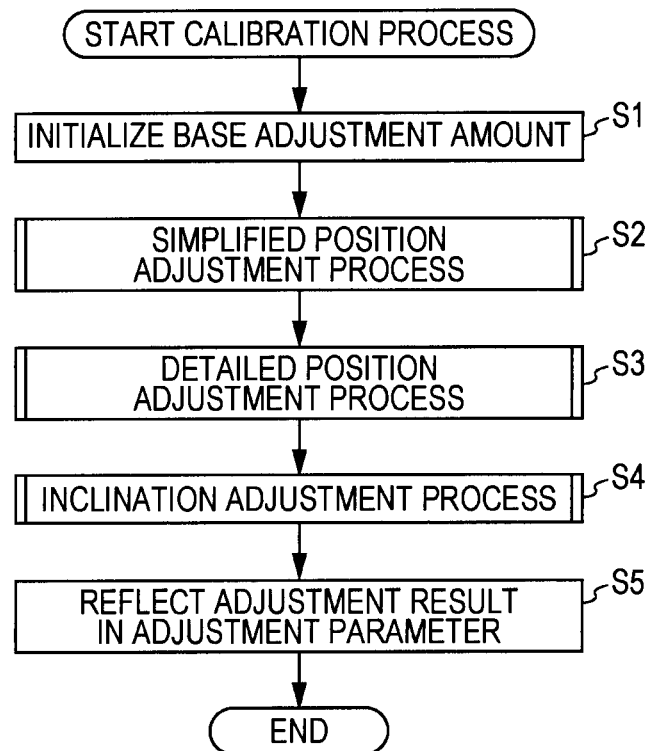 START CALIBRATION PROCESS
INITIALIZE BASE ADJUSTMENT AMOUNT
S1
SIMPLIFIED POSITION
ADJUSTMENT PROCESS
S2
DETAILED POSITION
ADJUSTMENT PROCESS
S3
INCLINATION ADJUSTMENT PROCESS
S4
REFLECT ADJUSTMENT RESULT
IN ADJUSTMENT PARAMETER
S5
END